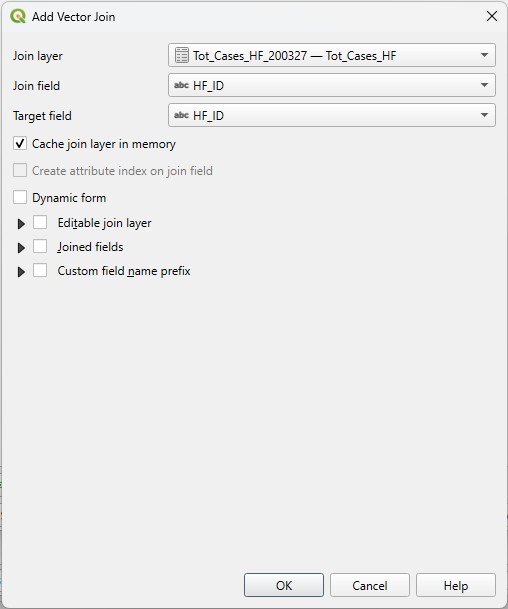 Add Vector Join
Join layer Tot_Cases_HF_200327 — Tot_Cases_HF
Join field abc HF_ID
Target field abc HF_ID
Cache join layer in memory
Create attribute index on join field
Dynamic form
Editable join layer
Joined fields
Custom field name prefix
OK Cancel Help